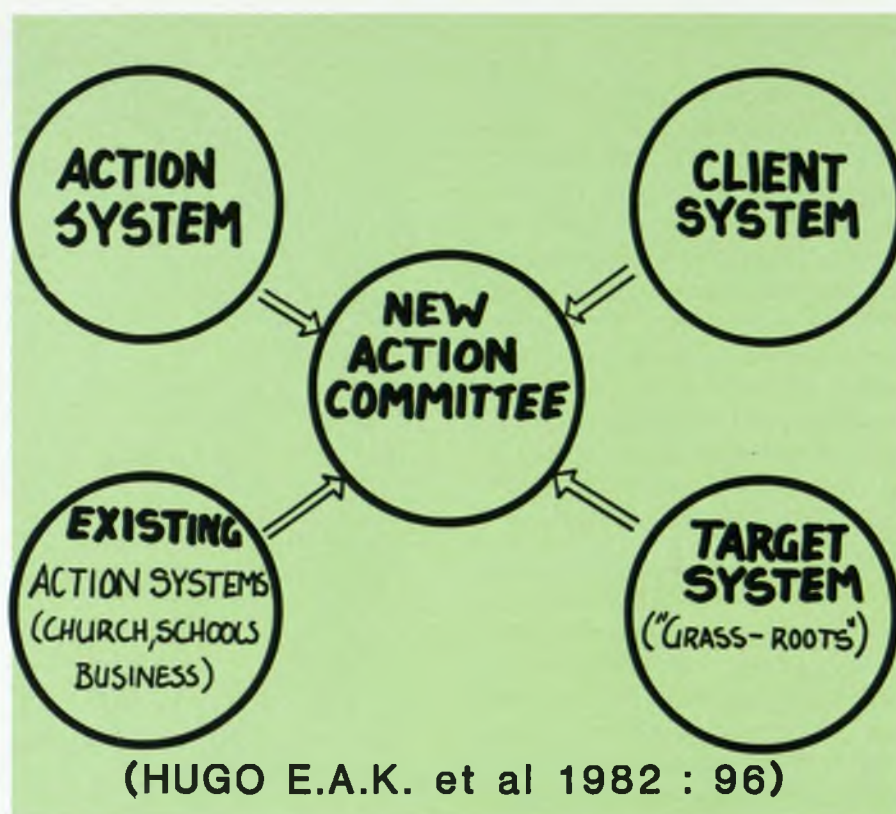 ACTION
SYSTEM
CLIENT
SYSTEM
NEW
ACTION
COMMITTEE
EXISTING
ACTION SYSTEMS
(CHURCH, SCHOOLS
BUSINESS)
TARGET
SYSTEM
("GRASS-ROOTS")
(HUGO E.A.K. et al 1982 : 96)